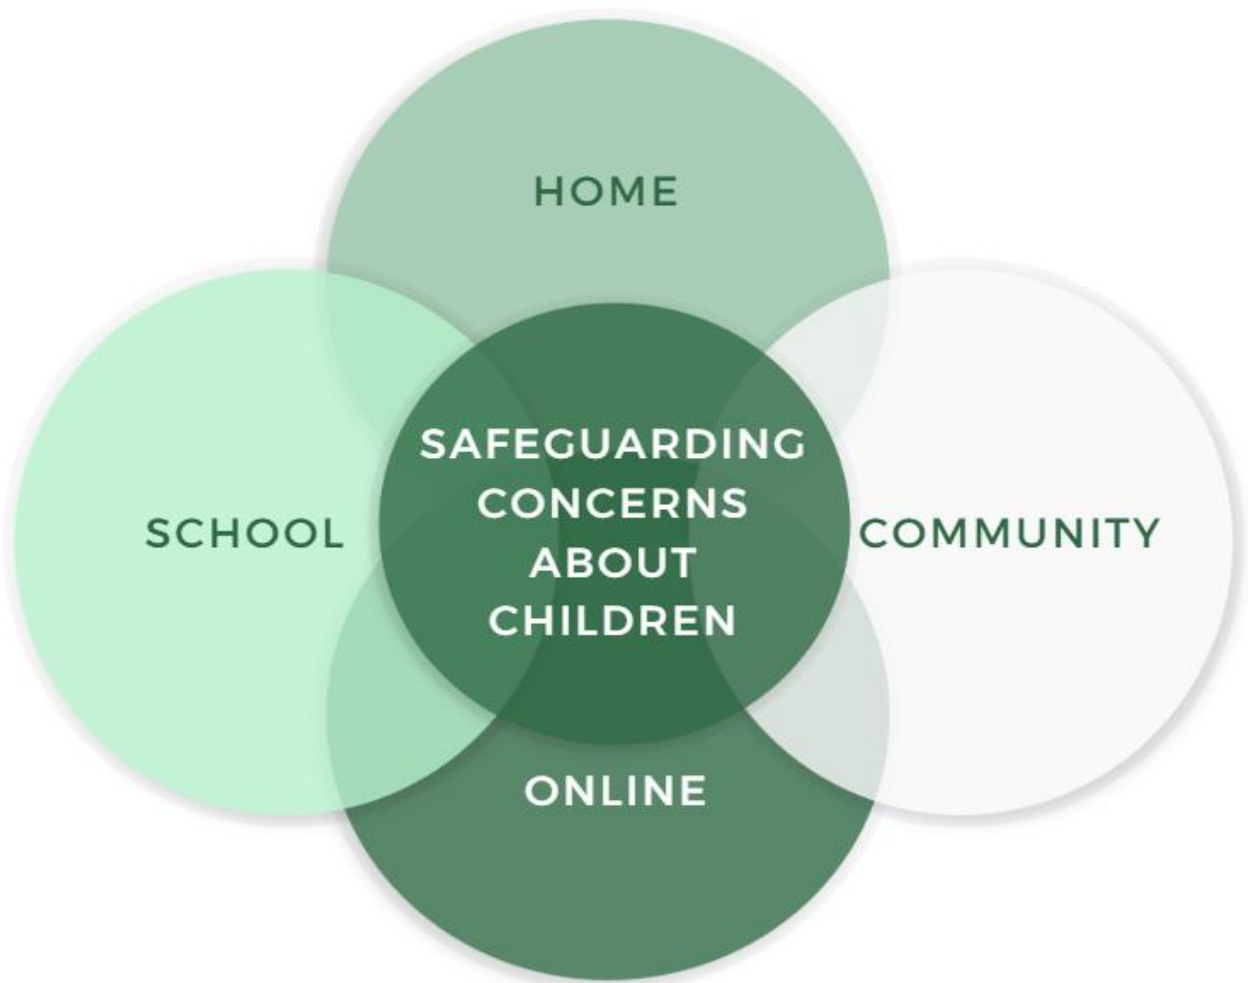 HOME
SAFEGUARDING
CONCERNS
ABOUT
CHILDREN
SCHOOL
COMMUNITY
ONLINE